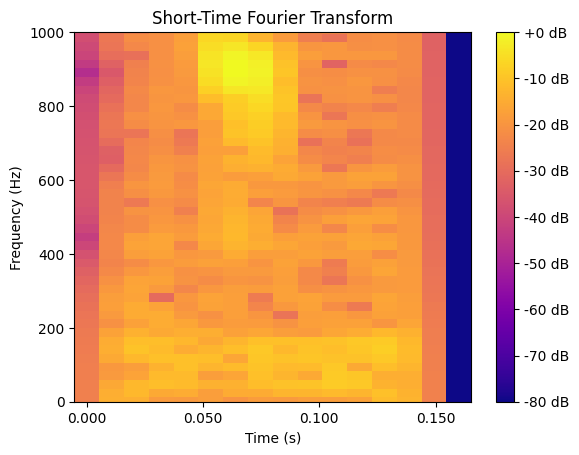 Short-Time Fourier Transform
1000
800
600
400
200
0
Frequency (Hz)
0.000
0.050
0.100
0.150
Time (s)
+0 dB
-10 dB
-20 dB
-30 dB
-40 dB
-50 dB
-60 dB
-70 dB
-80 dB